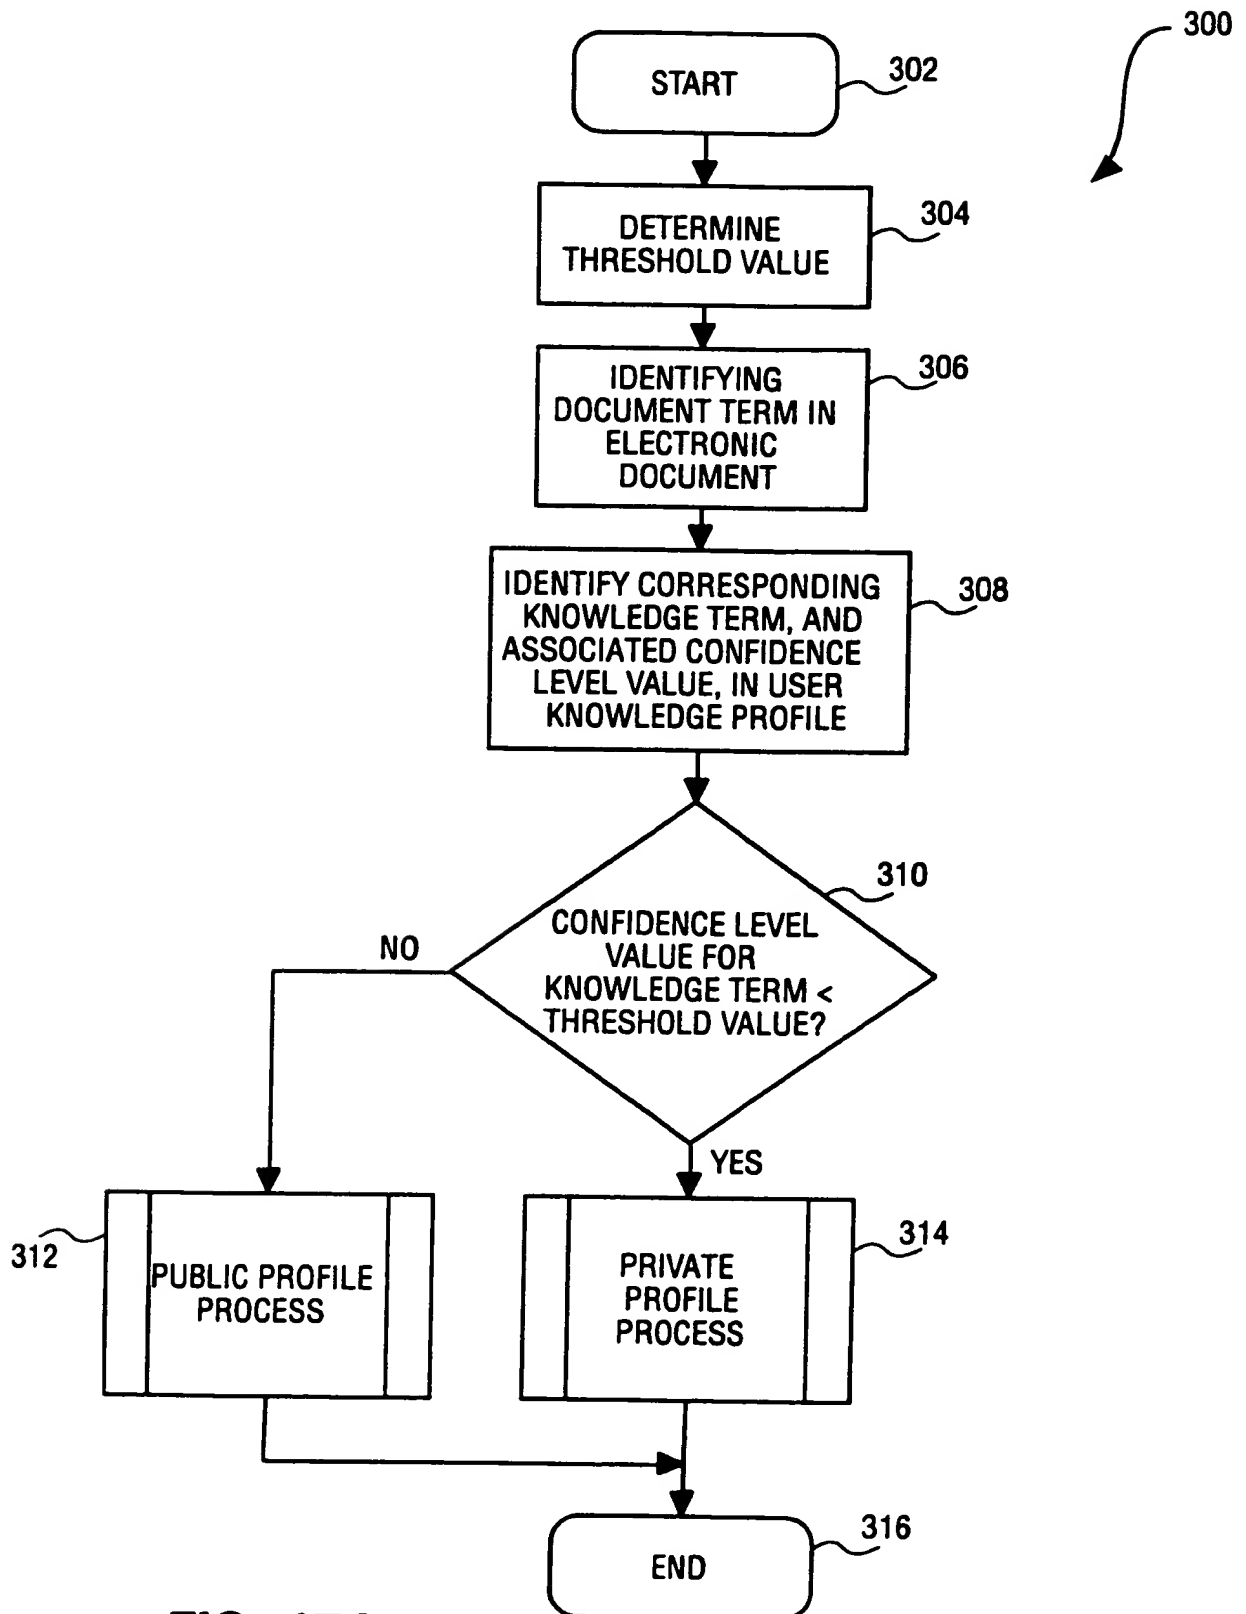 300
START
302
DETERMINE
THRESHOLD VALUE
304
IDENTIFYING
DOCUMENT TERM IN
ELECTRONIC
DOCUMENT
306
IDENTIFY CORRESPONDING
KNOWLEDGE TERM, AND
ASSOCIATED CONFIDENCE
LEVEL VALUE, IN USER
KNOWLEDGE PROFILE
308
310
CONFIDENCE LEVEL
VALUE FOR
KNOWLEDGE TERM <
THRESHOLD VALUE?
NO
YES
312
PUBLIC PROFILE
PROCESS
314
PRIVATE
PROFILE
PROCESS
316
END